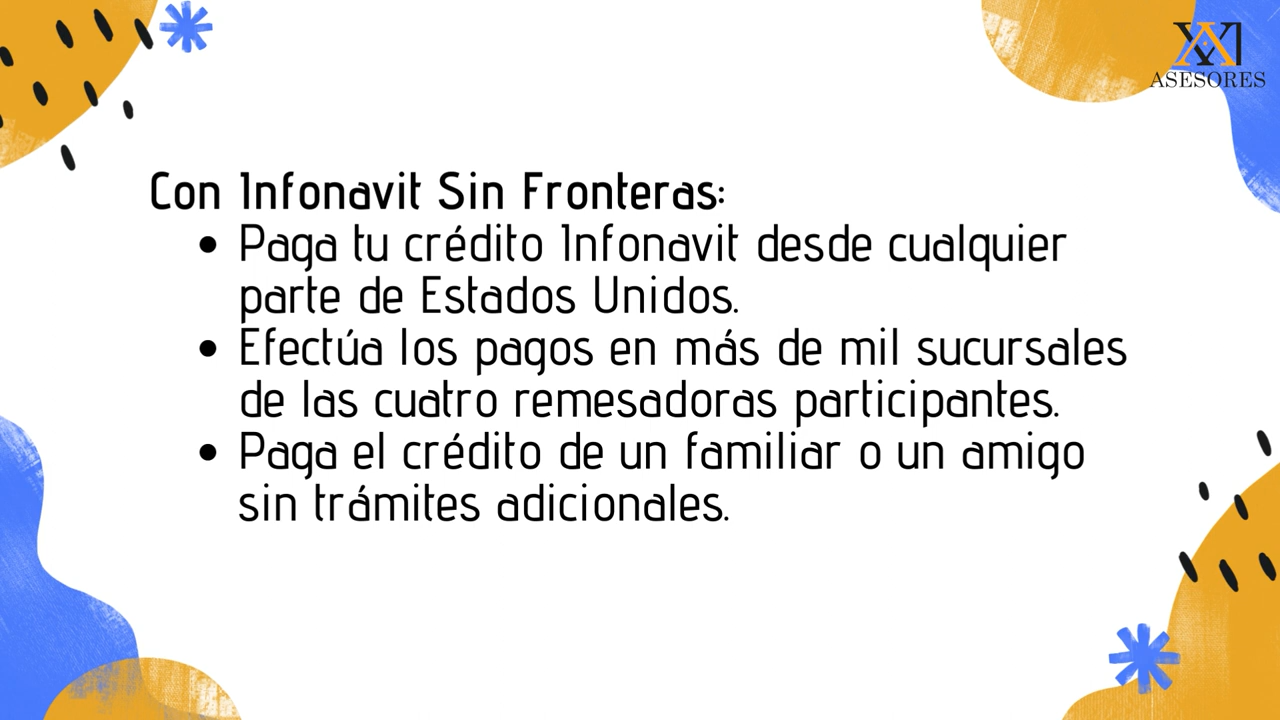 ASESORES
Con Infonavit Sin Fronteras:
• Paga tu crédito Infonavit desde cualquier
parte de Estados Unidos.
• Efectúa los pagos en más de mil sucursales
de las cuatro remesadoras participantes.
• Paga el crédito de un familiar o un amigo
sin trámites adicionales.